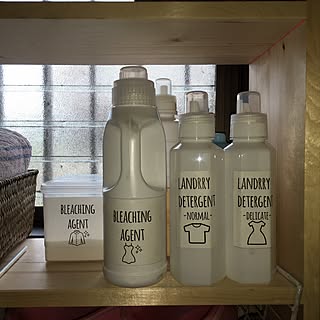 BLEACHING
AGENT
BLEACHING
AGENT
LANDRRY
DETERGENT
-NORMAL-
LANDRRY
DETERGENT
-DELICATE-